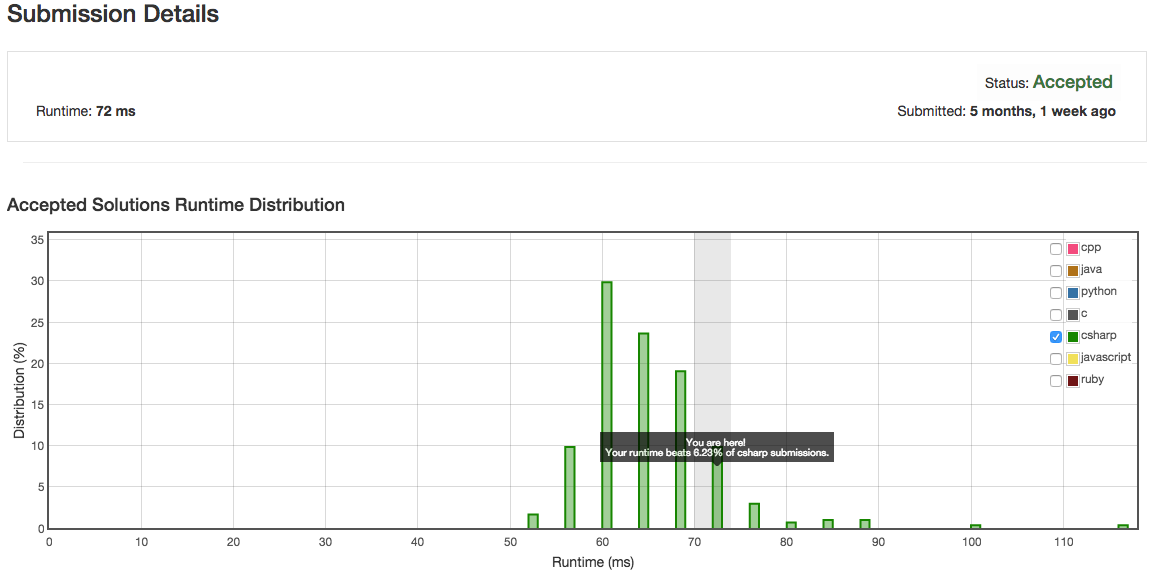 Submission Details
Status: Accepted
Runtime: 72 ms
Submitted: 5 months, 1 week ago
Accepted Solutions Runtime Distribution
35
30
25
20
15
10
5
0
Distribution (%)
cpp
java
python
c
csharp
javascript
ruby
You are here!
Your runtime beats 6.23% of csharp submissions.
0 10 20 30 40 50 60 70 80 90 100 110
Runtime (ms)